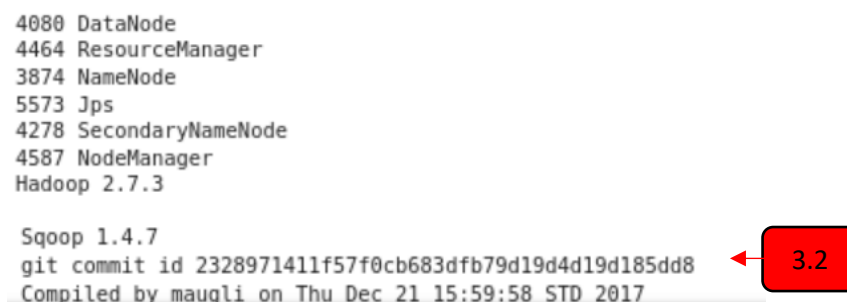 4080 DataNode
4464 ResourceManager
3874 NameNode
5573 Jps
4278 SecondaryNameNode
4587 NodeManager
Hadoop 2.7.3
Sqoop 1.4.7
git commit id 2328971411f57f0cb683dfb79d19d4d19d185dd8
3.2
Compiled by maugli on Thu Dec 21 15:59:58 STD 2017